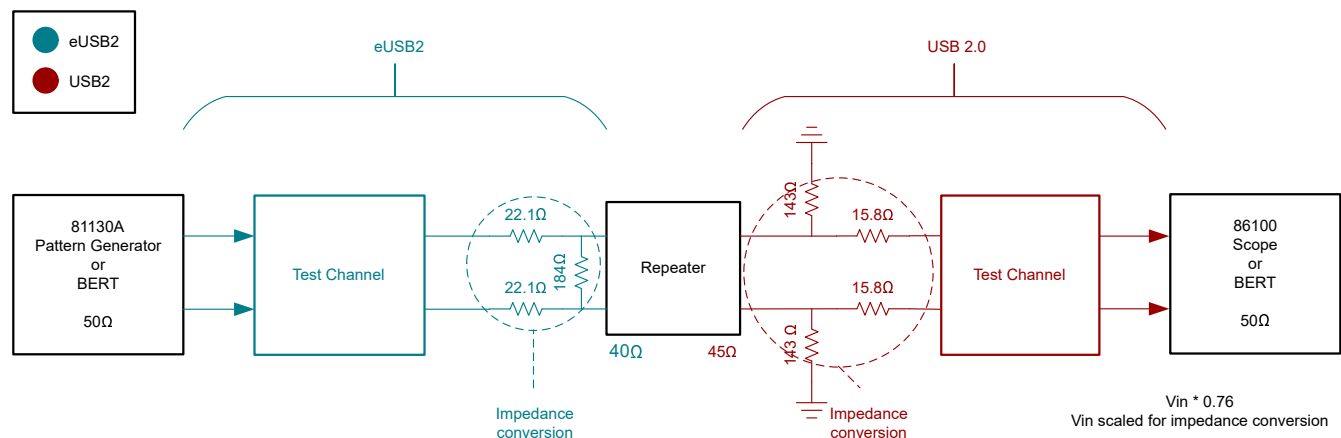 eUSB2
USB2
eUSB2
USB 2.0
81130A
Pattern Generator
or
BERT
50Ω
Test Channel
22.1Ω
184Ω
22.1Ω
Repeater
40Ω
45Ω
143Ω
15.8Ω
15.8Ω
143 Ω
Test Channel
86100
Scope
or
BERT
50Ω
Impedance
conversion
Impedance
conversion
Vin * 0.76
Vin scaled for impedance conversion